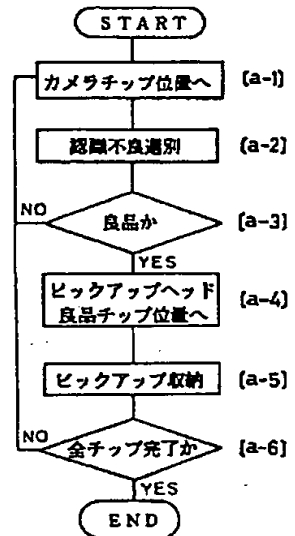 START
カメラチップ位置へ [a-1]
認識不良選別 [a-2]
良品か [a-3]
NO
YES
ピックアップヘッド
良品チップ位置へ [a-4]
ピックアップ収納 [a-5]
全チップ完了か [a-6]
NO
YES
END